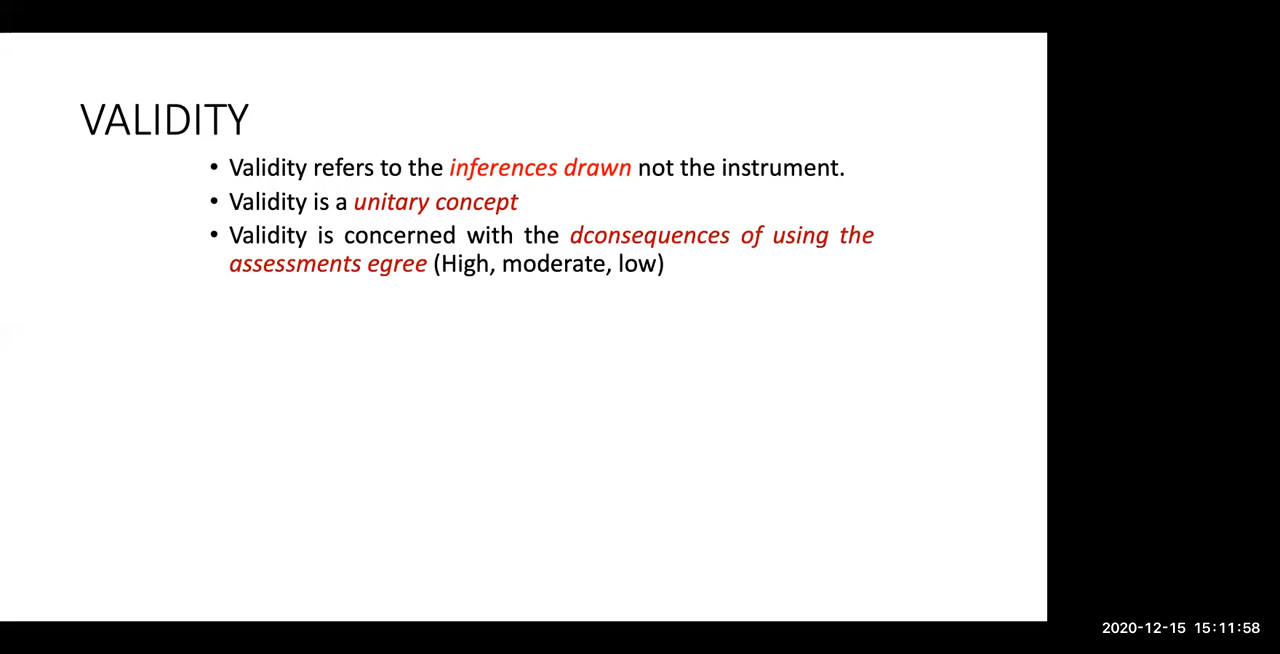 VALIDITY
• Validity refers to the inferences drawn not the instrument.
• Validity is a unitary concept
• Validity is concerned with the dconsequences of using the
assessments egree (High, moderate, low)
2020-12-15 15:11:58